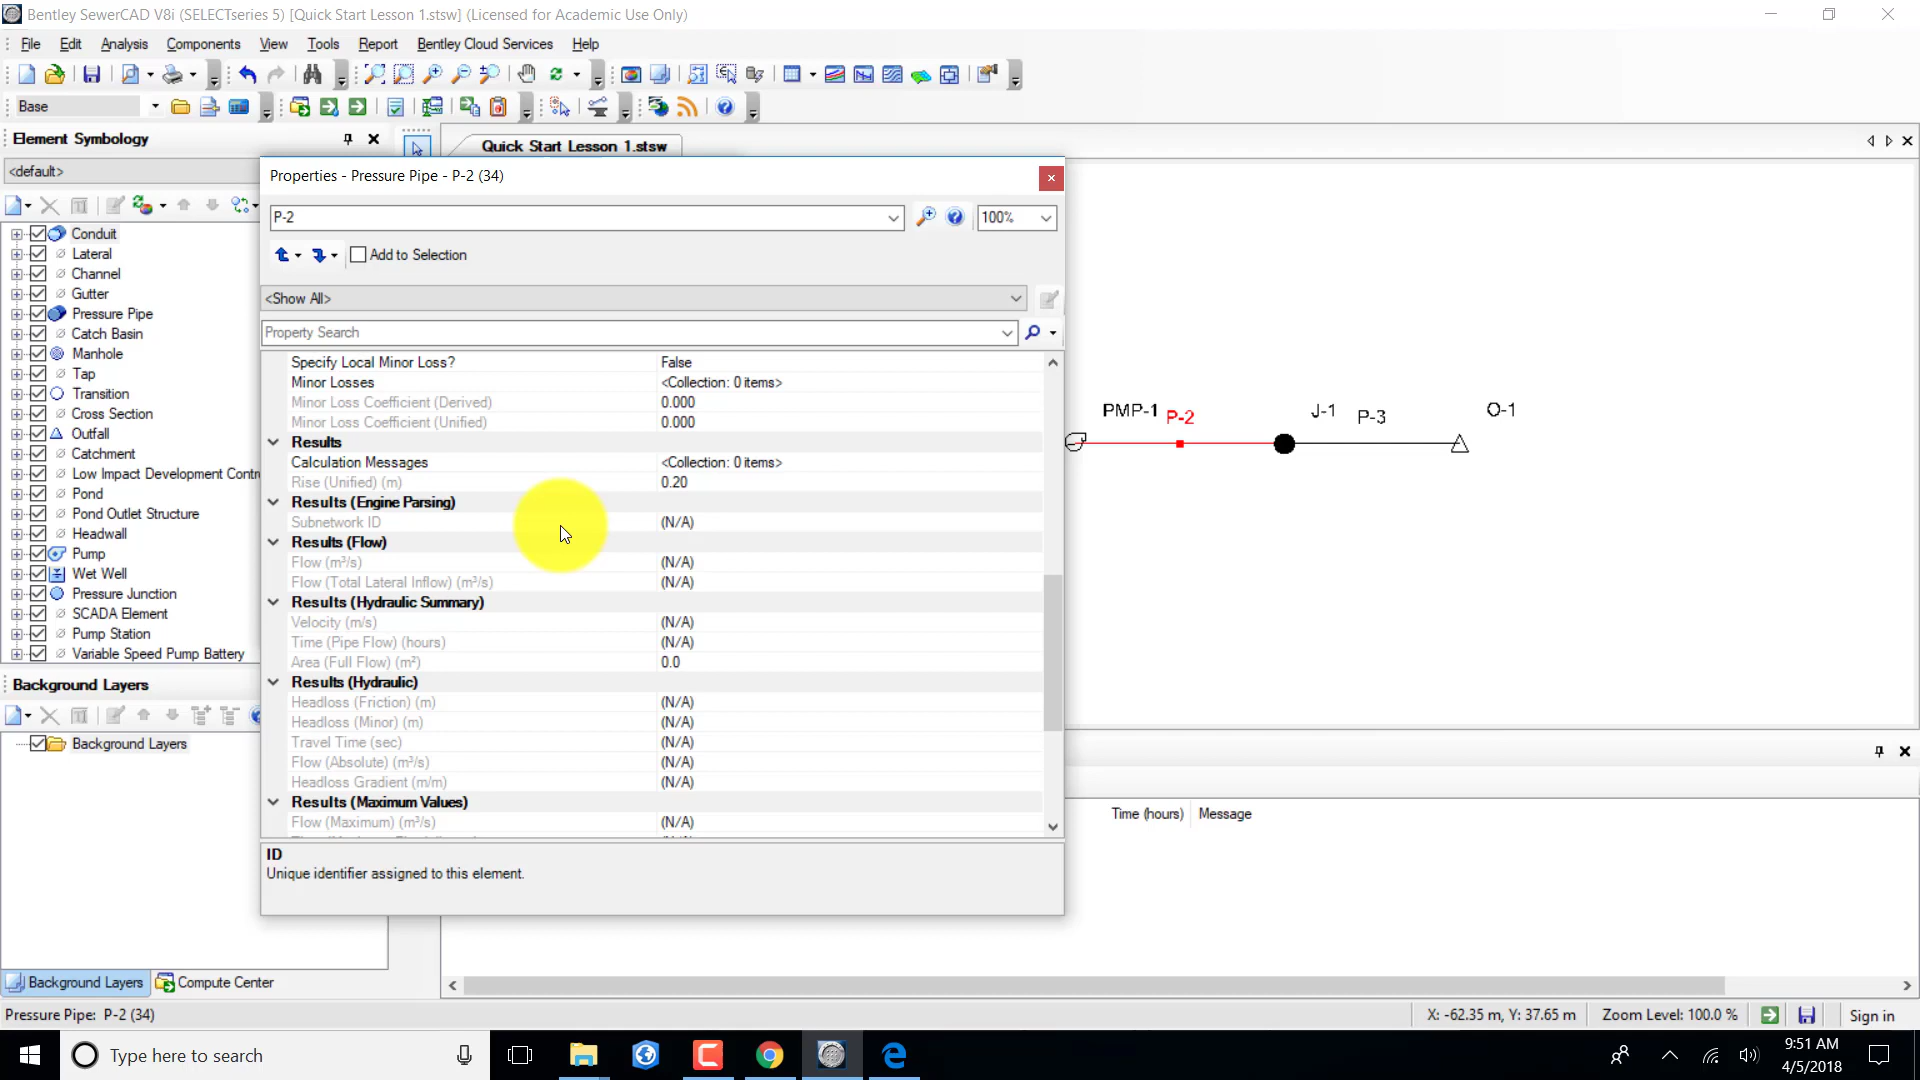 Bentley SewerCAD V8i (SELECTseries 5) [Quick Start Lesson 1.stsw] (Licensed for Academic Use Only)
File Edit Analysis Components View Tools Report Bentley Cloud Services Help
Base
Element Symbology
<default>
Conduit
Lateral
Channel
Gutter
Pressure Pipe
Catch Basin
Manhole
Tap
Transition
Cross Section
Outfall
Catchment
Low Impact Development Contr
Pond
Pond Outlet Structure
Headwall
Pump
Wet Well
Pressure Junction
SCADA Element
Pump Station
Variable Speed Pump Battery
Background Layers
Background Layers
Background Layers Compute Center
Quick Start Lesson 1.stsw
Properties - Pressure Pipe - P-2 (34)
P-2 100%
Add to Selection
<Show All>
Property Search
Specify Local Minor Loss? False
Minor Losses <Collection: 0 items>
Minor Loss Coefficient (Derived) 0.000
Minor Loss Coefficient (Unified) 0.000
Results
Calculation Messages <Collection: 0 items>
Rise (Unified) (m) 0.20
Results (Engine Parsing)
Subnetwork ID (N/A)
Results (Flow)
Flow (m³/s) (N/A)
Flow (Total Lateral Inflow) (m³/s) (N/A)
Results (Hydraulic Summary)
Velocity (m/s) (N/A)
Time (Pipe Flow) (hours) (N/A)
Area (Full Flow) (m²) 0.0
Results (Hydraulic)
Headloss (Friction) (m) (N/A)
Headloss (Minor) (m) (N/A)
Travel Time (sec) (N/A)
Flow (Absolute) (m³/s) (N/A)
Headloss Gradient (m/m) (N/A)
Results (Maximum Values)
Flow (Maximum) (m³/s) (N/A)
ID
Unique identifier assigned to this element.
PMP-1 P-2 J-1 P-3 O-1
Time (hours) Message
Pressure Pipe: P-2 (34) X: -62.35 m, Y: 37.65 m Zoom Level: 100.0 % Sign in
Type here to search
9:51 AM
4/5/2018